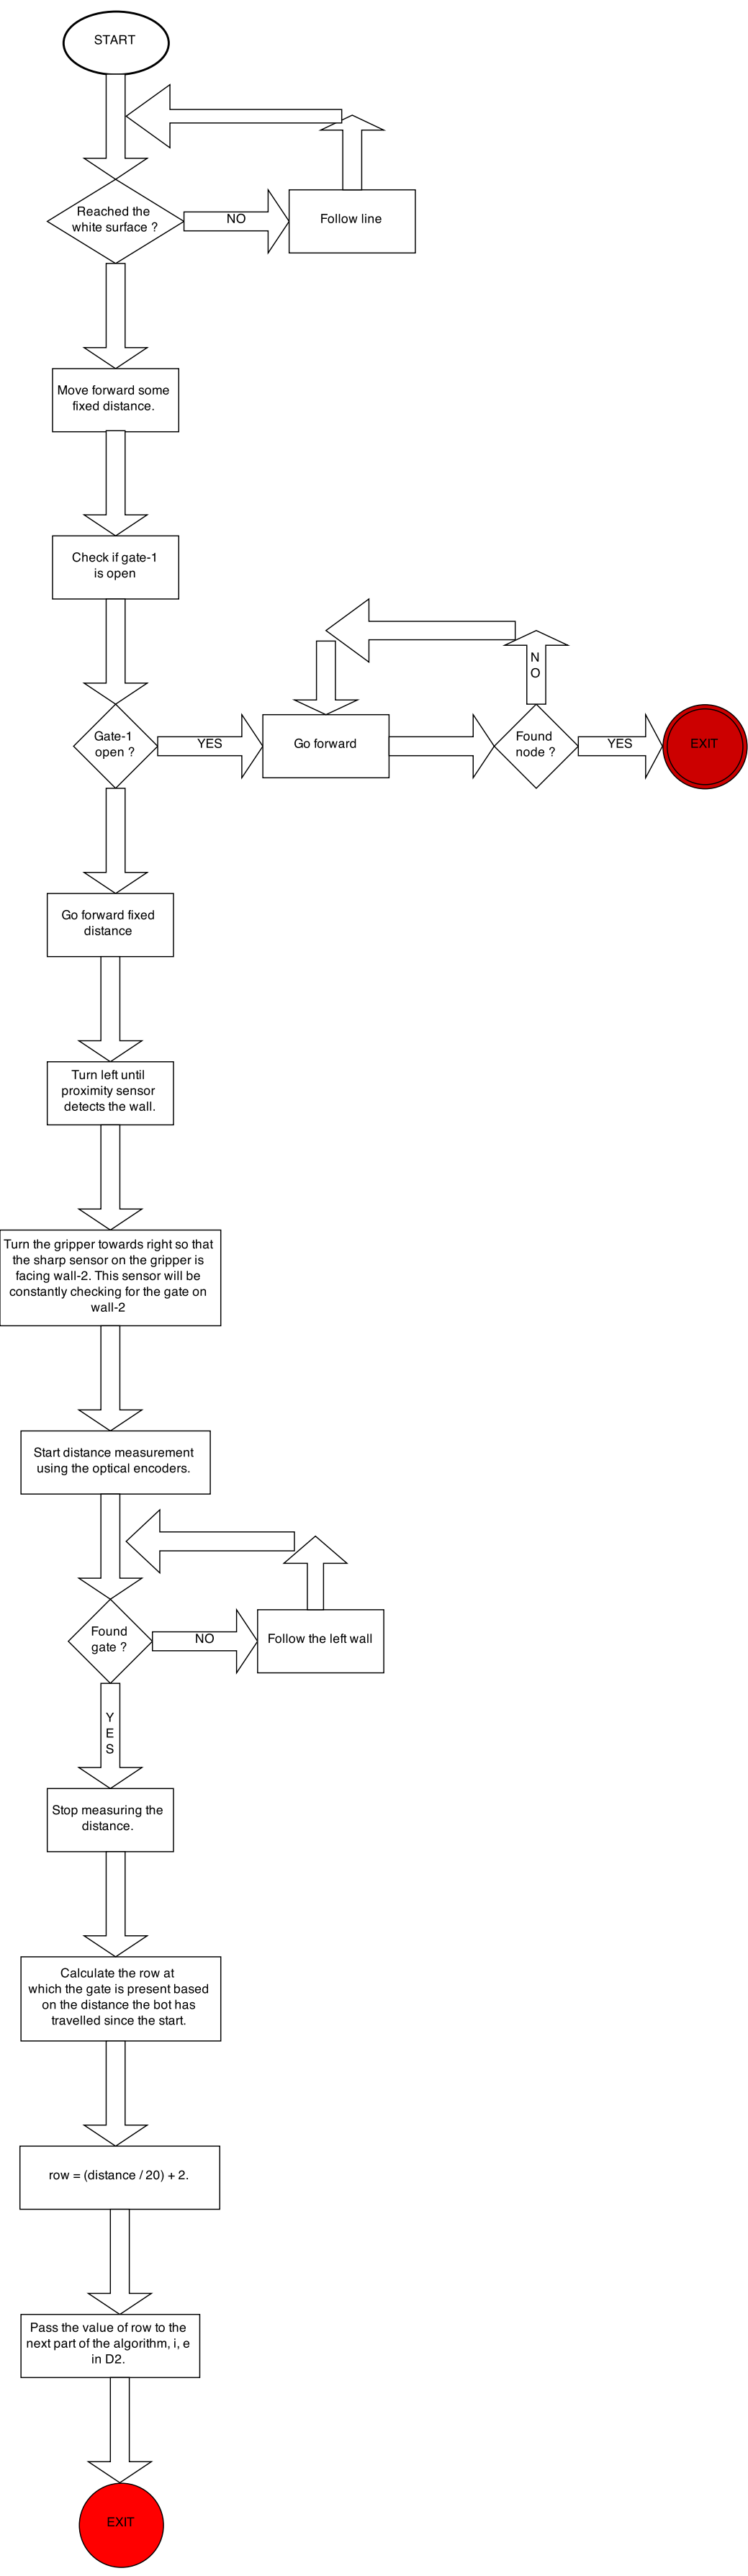 START
Reached the
white surface ?
NO
Follow line
Move forward some
fixed distance.
Check if gate-1
is open
Gate-1
open ?
YES
Go forward
Found
node ?
N
O
YES
EXIT
Go forward fixed
distance
Turn left until
proximity sensor
detects the wall.
Turn the gripper towards right so that
the sharp sensor on the gripper is
facing wall-2. This sensor will be
constantly checking for the gate on
wall-2
Start distance measurement
using the optical encoders.
Found
gate ?
NO
Follow the left wall
Y
E
S
Stop measuring the
distance.
Calculate the row at
which the gate is present based
on the distance the bot has
travelled since the start.
row = (distance / 20) + 2.
Pass the value of row to the
next part of the algorithm, i, e
in D2.
EXIT